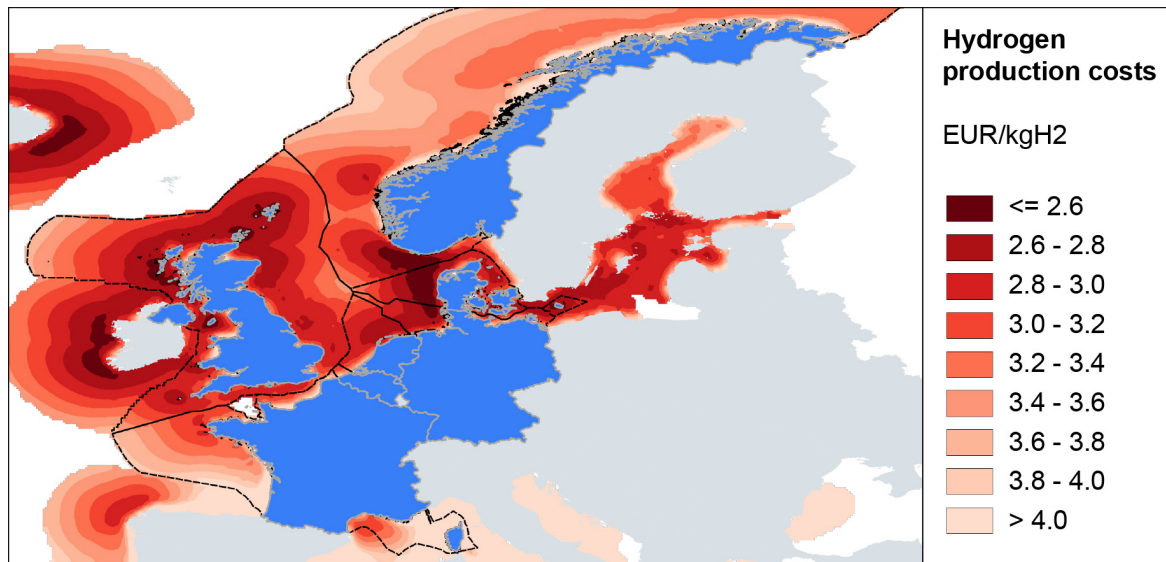 Hydrogen
production costs
EUR/kgH2
<= 2.6
2.6 - 2.8
2.8 - 3.0
3.0 - 3.2
3.2 - 3.4
3.4 - 3.6
3.6 - 3.8
3.8 - 4.0
> 4.0